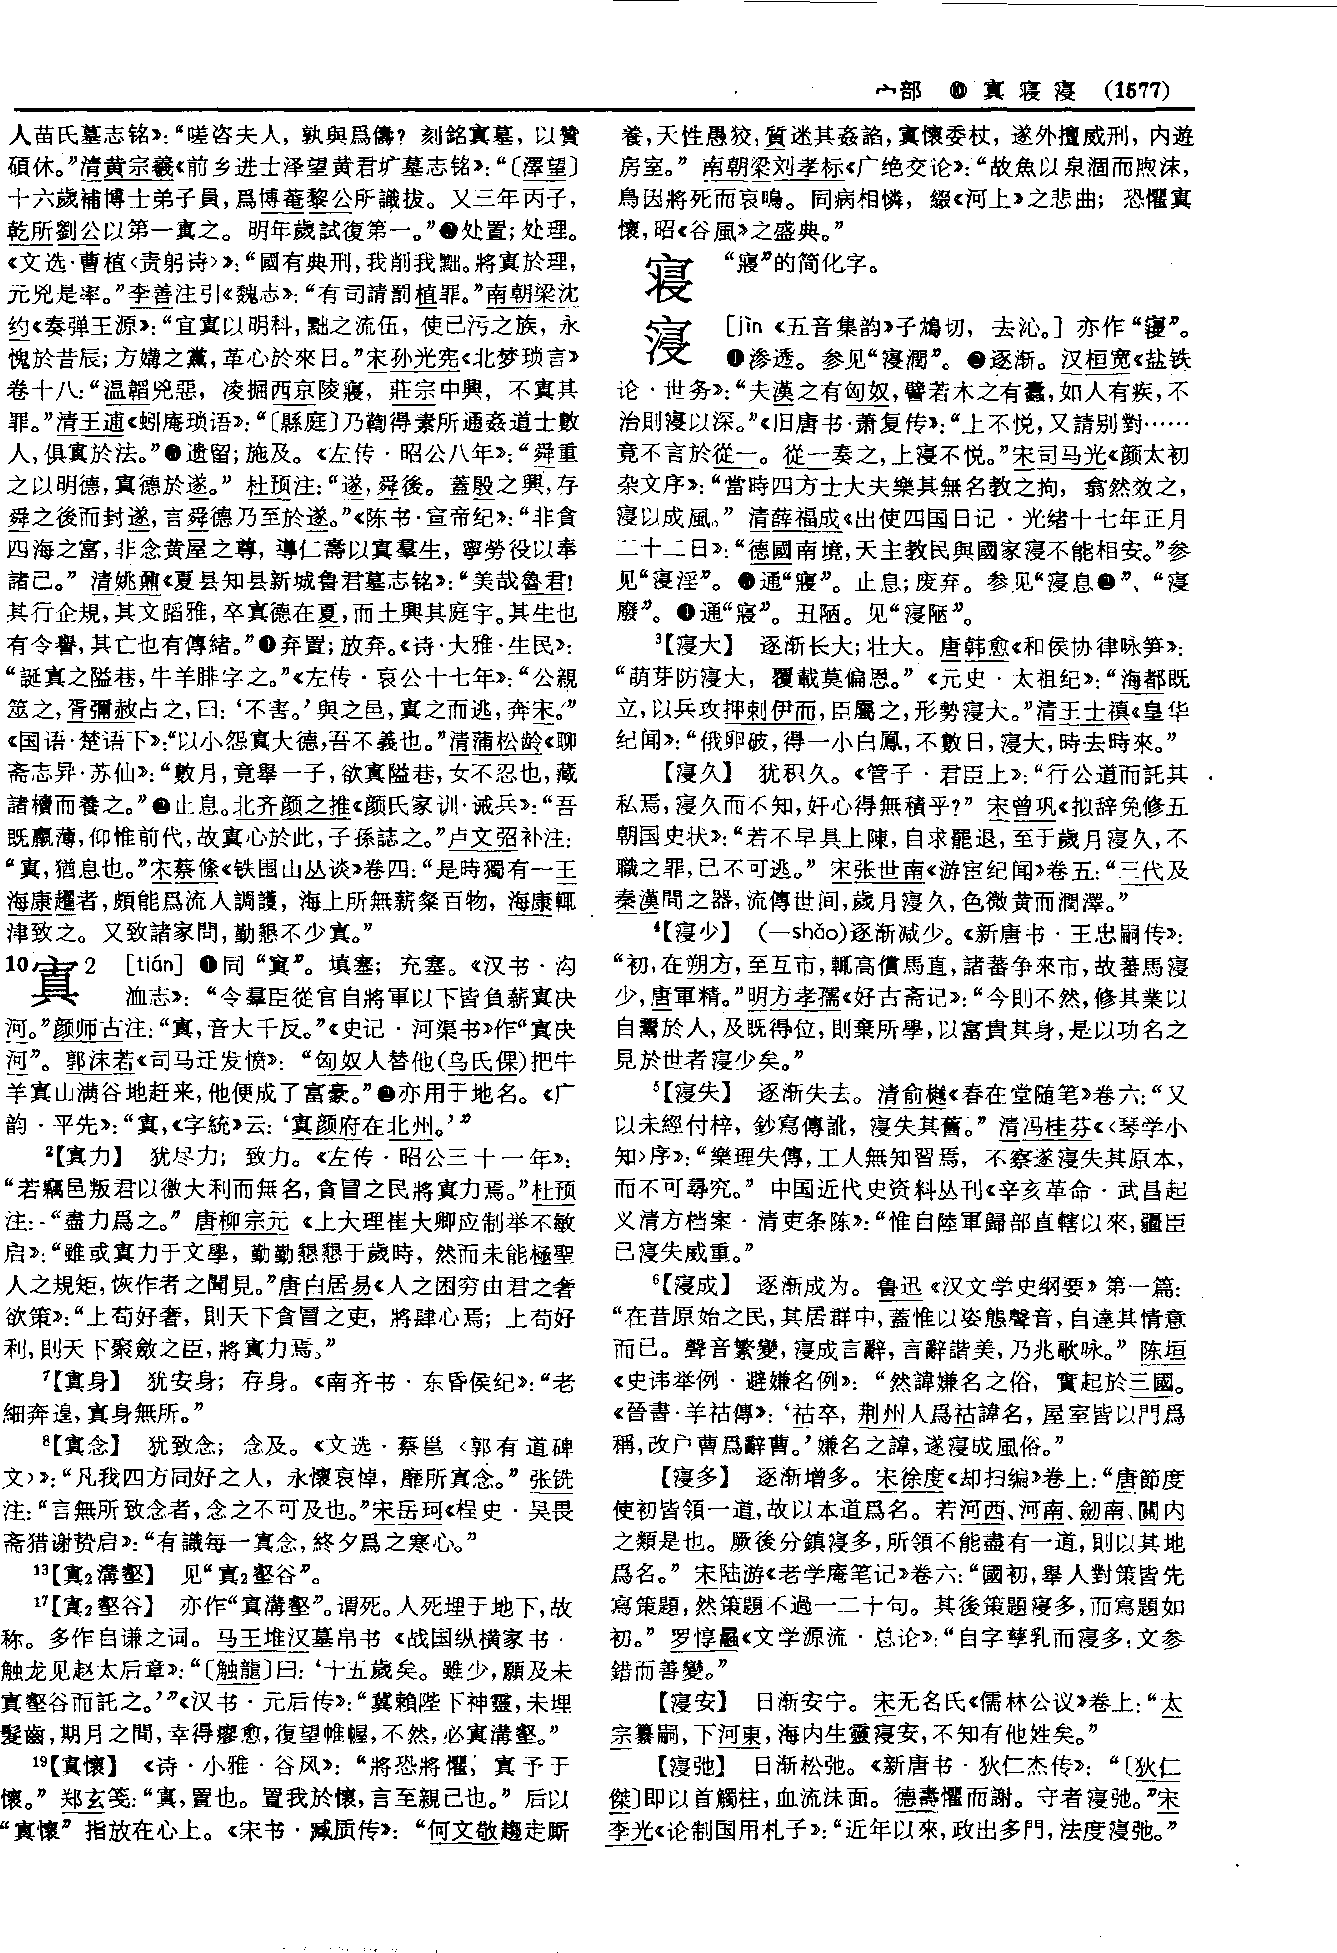 宀部 ⑩ 寘 寝 寖 (1577)
人苗氏墓志铭》：“嗟咨夫人，孰與爲儔？刻銘寘墓，以贊
碩休。”清黄宗羲《前乡进士泽望黄君圹墓志铭》：“〔澤望〕
十六歲補博士弟子員，爲博菴黎公所識拔。又三年丙子，
乾所劉公以第一寘之。明年歲試復第一。”❷处置；处理。
《文选·曹植〈责躬诗〉》：“國有典刑，我削我黜。將寘於理，
元兇是率。”李善注引《魏志》：“有司請罰植罪。”南朝梁沈
约《奏弹王源》：“宜寘以明科，黜之流伍，使已污之族，永
愧於昔辰；方媾之黨，革心於來日。”宋孙光宪《北梦琐言》
卷十八：“温韜兇惡，凌掘西京陵寢，莊宗中興，不寘其
罪。”清王逋《蚓庵琐语》：“〔縣庭〕乃鞫得素所通姦道士數
人，俱寘於法。”❸遗留；施及。《左传·昭公八年》：“舜重
之以明德，寘德於遂。”杜预注：“遂，舜後。蓋殷之興，存
舜之後而封遂，言舜德乃至於遂。”《陈书·宣帝纪》：“非貪
四海之富，非念黄屋之尊，導仁壽以寘羣生，寧勞役以奉
諸己。”清姚鼐《夏县知县新城鲁君墓志铭》：“美哉魯君！
其行企規，其文蹈雅，卒寘德在夏，而土興其庭宇。其生也
有令譽，其亡也有傳緒。”❶弃置；放弃。《诗·大雅·生民》：
“誕寘之隘巷，牛羊腓字之。”《左传·哀公十七年》：“公親
筮之，胥彌赦占之，曰：‘不害。’與之邑，寘之而逃，奔宋。”
《国语·楚语下》：“以小怨寘大德，吾不義也。”清蒲松龄《聊
斋志异·苏仙》：“數月，竟舉一子，欲寘隘巷，女不忍也，藏
諸櫝而養之。”❷止息。北齐颜之推《颜氏家训·诫兵》：“吾
既羸薄，仰惟前代，故寘心於此，子孫誌之。”卢文弨补注：
“寘，猶息也。”宋蔡絛《铁围山丛谈》卷四：“是時獨有一王
海康趯者，頗能爲流人調護，海上所無薪粲百物，海康輒
津致之。又致諸家問，勤懇不少寘。”
10寘2 [tián] ❶同“窴”。填塞；充塞。《汉书·沟
洫志》：“令羣臣從官自將軍以下皆負薪寘决
河。”颜师古注：“寘，音大千反。”《史记·河渠书》作“窴决
河”。郭沫若《司马迁发愤》：“匈奴人替他(乌氏倮)把牛
羊寘山满谷地赶来，他便成了富豪。”❷亦用于地名。《广
韵·平先》：“寘，《字統》云：‘寘颜府在北州。’”
²【寘力】 犹尽力；致力。《左传·昭公三十一年》：
“若竊邑叛君以徼大利而無名，貪冒之民將寘力焉。”杜预
注：“盡力爲之。”唐柳宗元《上大理崔大卿应制举不敏
启》：“雖或寘力于文學，勤勤懇懇于歲時，然而未能極聖
人之規矩，恢作者之聞見。”唐白居易《人之困穷由君之奢
欲策》：“上苟好奢，則天下貪冒之吏，將肆心焉；上苟好
利，則天下聚斂之臣，將寘力焉。”
⁷【寘身】 犹安身；存身。《南齐书·东昏侯纪》：“老
細奔遑，寘身無所。”
⁸【寘念】 犹致念；念及。《文选·蔡邕〈郭有道碑
文〉》：“凡我四方同好之人，永懷哀悼，靡所寘念。”张铣
注：“言無所致念者，念之不可及也。”宋岳珂《桯史·吴畏
斋猎谢贽启》：“有識每一寘念，終夕爲之寒心。”
¹³【寘₂溝壑】 见“寘₂壑谷”。
¹⁷【寘₂壑谷】 亦作“寘溝壑”。谓死。人死埋于地下，故
称。多作自谦之词。马王堆汉墓帛书《战国纵横家书·
触龙见赵太后章》：“〔触龍〕曰：‘十五歲矣。雖少，願及未
寘壑谷而託之。’”《汉书·元后传》：“冀賴陛下神靈，未埋
髮齒，期月之間，幸得瘳愈，復望帷幄，不然，必寘溝壑。”
¹⁹【寘懷】 《诗·小雅·谷风》：“將恐將懼，寘予于
懷。”郑玄笺：“寘，置也。置我於懷，言至親己也。”后以
“寘懷”指放在心上。《宋书·臧质传》：“何文敬趨走厮
養，天性愚狡，質迷其姦諂，寘懷委杖，遂外擅威刑，内遊
房室。”南朝梁刘孝标《广绝交论》：“故魚以泉涸而煦沫，
鳥因將死而哀鳴。同病相憐，綴《河上》之悲曲；恐懼寘
懷，昭《谷風》之盛典。”
寝 “寢”的简化字。
寖 [jìn《五音集韵》子鴆切，去沁。] 亦作“寑”。
❶渗透。参见“寖潤”。❷逐渐。汉桓宽《盐铁
论·世务》：“夫漢之有匈奴，譬若木之有蠹，如人有疾，不
治則寖以深。”《旧唐书·萧复传》：“上不悦，又請别對……
竟不言於從一。從一奏之，上寖不悦。”宋司马光《颜太初
杂文序》：“當時四方士大夫樂其無名教之拘，翕然效之，
寖以成風。”清薛福成《出使四国日记·光绪十七年正月
二十二日》：“德國南境，天主教民與國家寖不能相安。”参
见“寖淫”。❸通“寢”。止息；废弃。参见“寖息❷”、“寖
廢”。❹通“寢”。丑陋。见“寖陋”。
³【寖大】 逐渐长大；壮大。唐韩愈《和侯协律咏笋》：
“萌芽防寖大，覆載莫偏恩。”《元史·太祖纪》：“海都既
立，以兵攻押剌伊而，臣屬之，形勢寖大。”清王士禛《皇华
纪闻》：“俄卵破，得一小白鳳，不數日，寖大，時去時來。”
【寖久】 犹积久。《管子·君臣上》：“行公道而託其
私焉，寖久而不知，奸心得無積乎？”宋曾巩《拟辞免修五
朝国史状》：“若不早具上陳，自求罷退，至于歲月寖久，不
職之罪，已不可逃。”宋张世南《游宦纪闻》卷五：“三代及
秦漢間之器，流傳世间，歲月寖久，色微黄而潤澤。”
⁴【寖少】 (—shǎo)逐渐减少。《新唐书·王忠嗣传》：
“初，在朔方，至互市，輒高償馬直，諸蕃争來市，故蕃馬寖
少，唐軍精。”明方孝孺《好古斋记》：“今則不然，修其業以
自鬻於人，及既得位，則棄所學，以富貴其身，是以功名之
見於世者寖少矣。”
⁵【寖失】 逐渐失去。清俞樾《春在堂随笔》卷六：“又
以未經付梓，鈔寫傳訛，寖失其舊。”清冯桂芬《〈琴学小
知〉序》：“樂理失傳，工人無知習焉，不察遂寖失其原本，
而不可尋究。”中国近代史资料丛刊《辛亥革命·武昌起
义清方档案·清吏条陈》：“惟自陸軍歸部直轄以來，疆臣
已寖失威重。”
⁶【寖成】 逐渐成为。鲁迅《汉文学史纲要》第一篇：
“在昔原始之民，其居群中，蓋惟以姿態聲音，自達其情意
而已。聲音繁變，寖成言辭，言辭諧美，乃兆歌咏。”陈垣
《史讳举例·避嫌名例》：“然諱嫌名之俗，實起於三國。
《晉書·羊祜傳》：‘祜卒，荆州人爲祜諱名，屋室皆以門爲
稱，改户曹爲辭曹。’嫌名之諱，遂寖成風俗。”
【寖多】 逐渐增多。宋徐度《却扫编》卷上：“唐節度
使初皆領一道，故以本道爲名。若河西、河南、劒南、關内
之類是也。厥後分鎮寖多，所領不能盡有一道，則以其地
爲名。”宋陆游《老学庵笔记》卷六：“國初，舉人對策皆先
寫策題，然策題不過一二十句。其後策題寖多，而寫題如
初。”罗惇曧《文学源流·总论》：“自字孳乳而寖多，文参
錯而善變。”
【寖安】 日渐安宁。宋无名氏《儒林公议》卷上：“太
宗纂嗣，下河東，海内生靈寖安，不知有他姓矣。”
【寖弛】 日渐松弛。《新唐书·狄仁杰传》：“〔狄仁
傑〕即以首觸柱，血流沫面。德壽懼而謝。守者寖弛。”宋
李光《论制国用札子》：“近年以來，政出多門，法度寖弛。”